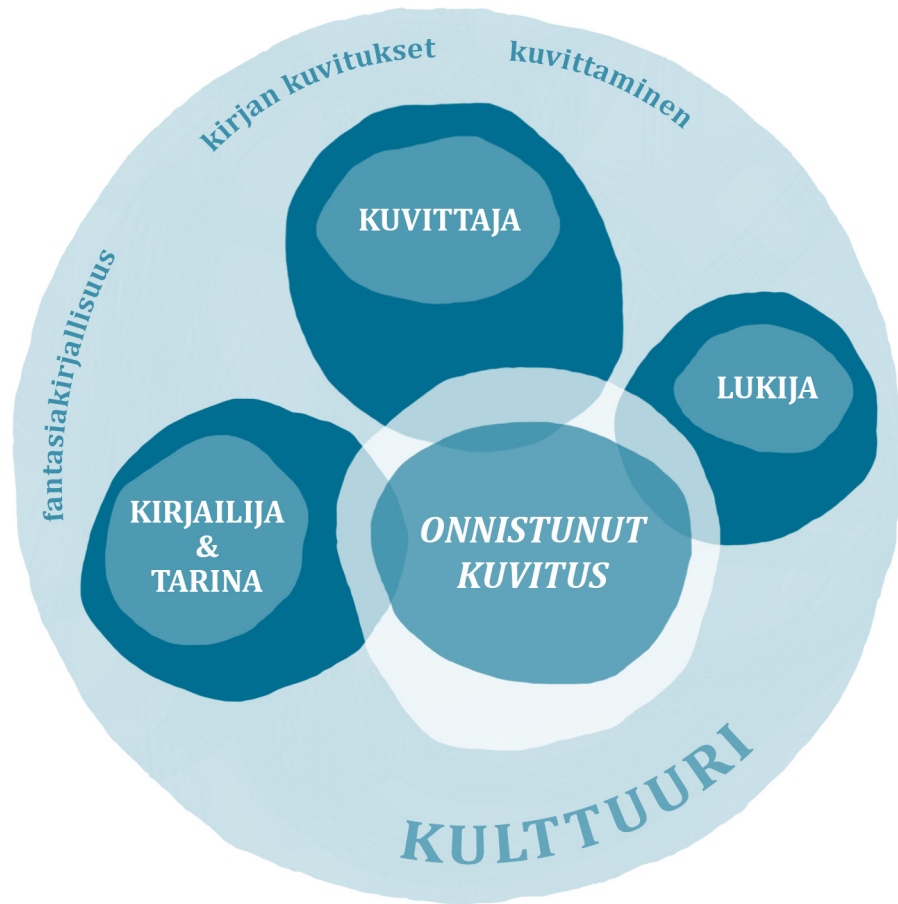 kirjan kuvitukset
kuvittaminen
fantasiakirjallisuus
KUVITTAJA
LUKIJA
KIRJAILIJA
&
TARINA
ONNISTUNUT
KUVITUS
KULTTUURI